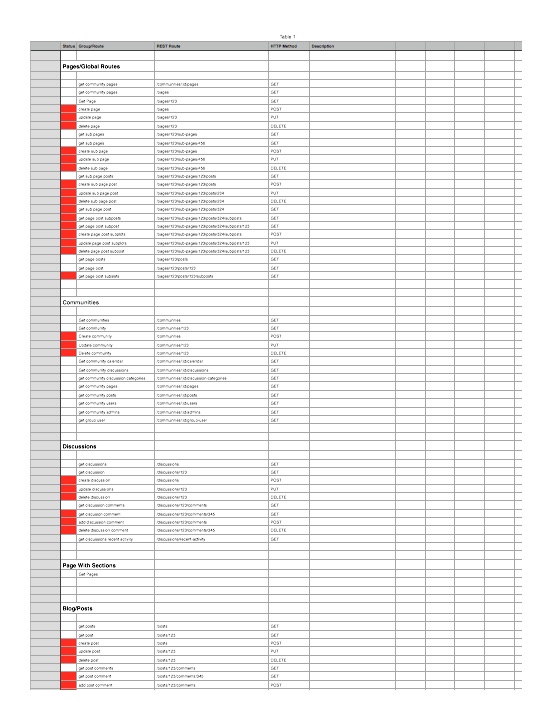 Table 1
Status Group/Route REST Route HTTP Method Description
Pages/Global Routes
get community pages /communities/:id/pages GET
get community pages /pages GET
Get Page /pages/123 GET
create page /pages POST
update page /pages/123 PUT
delete page /pages/123 DELETE
get sub pages /pages/123/sub-pages GET
get sub pages /pages/123/sub-pages/456 GET
create sub page /pages/123/sub-pages POST
update sub page /pages/123/sub-pages/456 PUT
delete sub page /pages/123/sub-pages/456 DELETE
get sub page posts /pages/123/sub-pages/123/posts GET
create sub page post /pages/123/sub-pages/123/posts POST
update sub page post /pages/123/sub-pages/123/posts/324 PUT
delete sub page post /pages/123/sub-pages/123/posts/324 DELETE
get sub page post /pages/123/sub-pages/123/posts/324 GET
get page post subposts /pages/123/sub-pages/123/posts/324/subposts GET
get page post subpost /pages/123/sub-pages/123/posts/324/subposts/123 GET
create page post subposts /pages/123/sub-pages/123/posts/324/subposts POST
update page post subposts /pages/123/sub-pages/123/posts/324/subposts/123 PUT
delete page post subpost /pages/123/sub-pages/123/posts/324/subposts/123 DELETE
get page posts /pages/123/posts GET
get page post /pages/123/posts/123 GET
get page post subposts /pages/123/posts/123/subposts GET
Communities
Get communities /communities GET
Get community /communities/123 GET
Create community /communities POST
Update community /communities/123 PUT
Delete community /communities/123 DELETE
Get community calendar /communities/:id/calendar GET
Get community discussions /communities/:id/discussions GET
get community discussion categories /communities/:id/discussion-categories GET
get community pages /communities/:id/pages GET
get community posts /communities/:id/posts GET
get community users /communities/:id/users GET
get community admins /communities/:id/admins GET
get group user /communities/:id/group-user GET
Discussions
get discussions /discussions GET
get discussion /discussions/123 GET
create discussion /discussions POST
update discussions /discussions/123 PUT
delete discussion /discussions/123 DELETE
get discussion comments /discussions/123/comments GET
get discussion comment /discussions/123/comments/345 GET
add discussion comment /discussions/123/comments POST
delete discussion comment /discussions/123/comments/345 DELETE
get discussions recent activity /discussions/recent-activity GET
Page With Sections
Get Pages
Blog/Posts
get posts /posts GET
get post /posts/123 GET
create post /posts POST
update post /posts/123 PUT
delete post /posts/123 DELETE
get post comments /posts/123/comments GET
get post comment /posts/123/comments/345 GET
add post comment /posts/123/comments POST